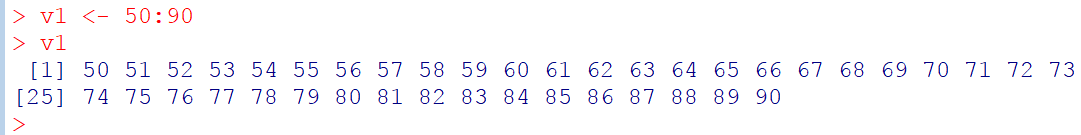 > v1 <- 50:90
> v1
 [1] 50 51 52 53 54 55 56 57 58 59 60 61 62 63 64 65 66 67 68 69 70 71 72 73
[25] 74 75 76 77 78 79 80 81 82 83 84 85 86 87 88 89 90
>